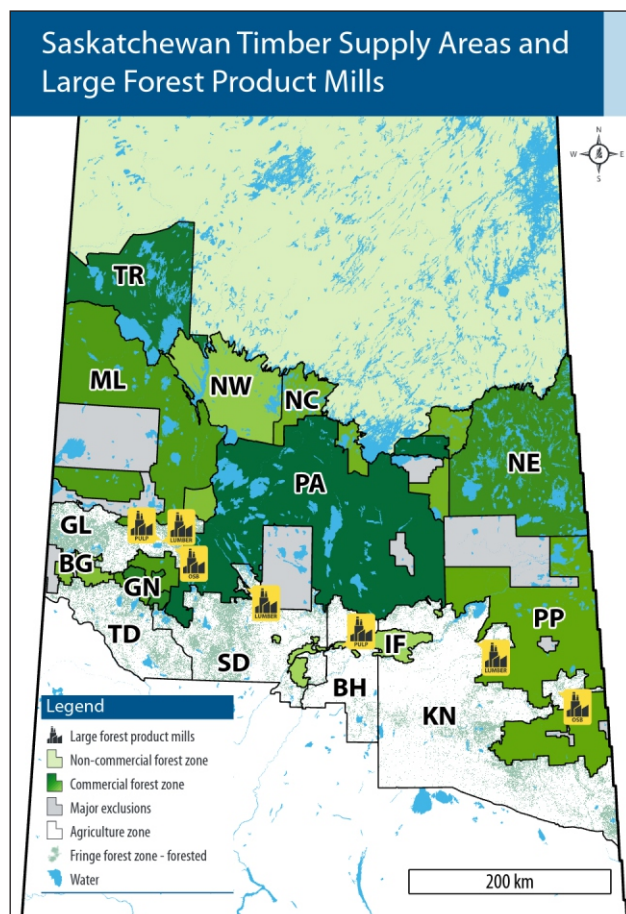 Saskatchewan Timber Supply Areas and
Large Forest Product Mills
N
W E
S
TR
ML
NW
NC
NE
PA
GL
PULP
LUMBER
OSB
BG
GN
LUMBER
PP
TD
SD
PULP
IF
LUMBER
BH
KN
OSB
Legend
Large forest product mills
Non-commercial forest zone
Commercial forest zone
Major exclusions
Agriculture zone
Fringe forest zone - forested
Water
200 km